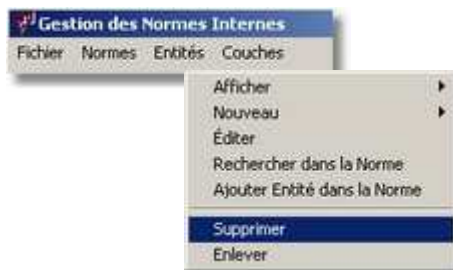 Gestion des Normes Internes
Fichier Normes Entités Couches
Afficher
Nouveau
Éditer
Rechercher dans la Norme
Ajouter Entité dans la Norme
Supprimer
Enlever